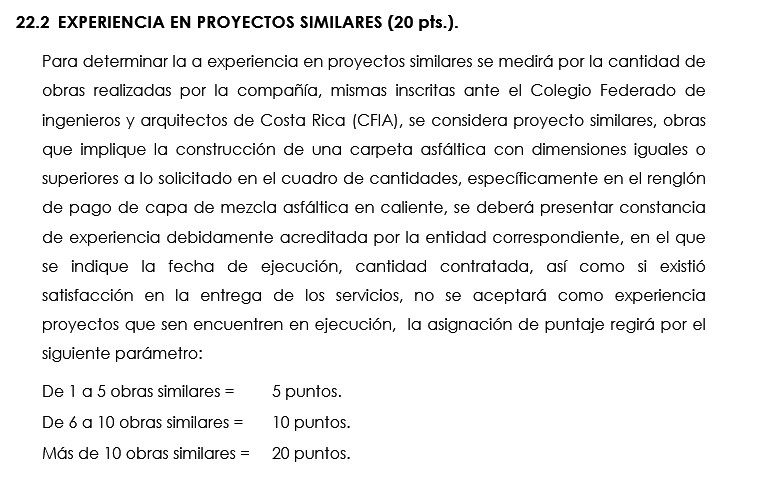 22.2 EXPERIENCIA EN PROYECTOS SIMILARES (20 pts.).
Para determinar la a experiencia en proyectos similares se medirá por la cantidad de
obras realizadas por la compañía, mismas inscritas ante el Colegio Federado de
ingenieros y arquitectos de Costa Rica (CFIA), se considera proyecto similares, obras
que implique la construcción de una carpeta asfáltica con dimensiones iguales o
superiores a lo solicitado en el cuadro de cantidades, específicamente en el renglón
de pago de capa de mezcla asfáltica en caliente, se deberá presentar constancia
de experiencia debidamente acreditada por la entidad correspondiente, en el que
se indique la fecha de ejecución, cantidad contratada, así como si existió
satisfacción en la entrega de los servicios, no se aceptará como experiencia
proyectos que sen encuentren en ejecución, la asignación de puntaje regirá por el
siguiente parámetro:
De 1 a 5 obras similares = 5 puntos.
De 6 a 10 obras similares = 10 puntos.
Más de 10 obras similares = 20 puntos.